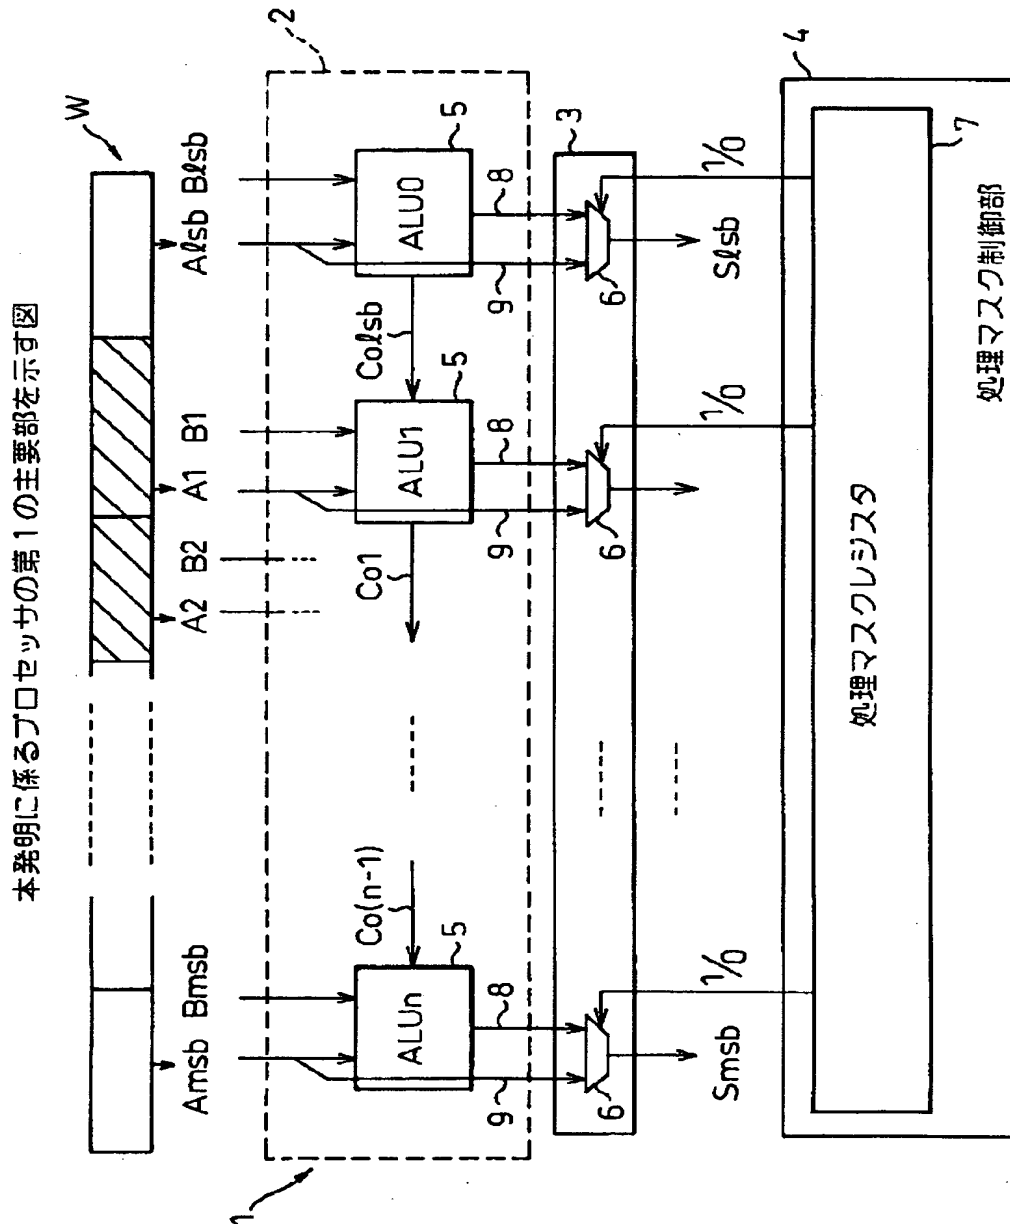 本発明に係るプロセッサの第1の主要部を示す図
W
Amsb Bmsb A2 B2 A1 B1 Aℓsb Bℓsb
2
1
Co(n-1) Co1 Coℓsb
5 5 5
ALUn ALU1 ALU0
9 8 9 8 9 8
3
6 6 6
1/0 1/0 1/0
Smsb Sℓsb
4
処理マスクレジスタ
7
処理マスク制御部